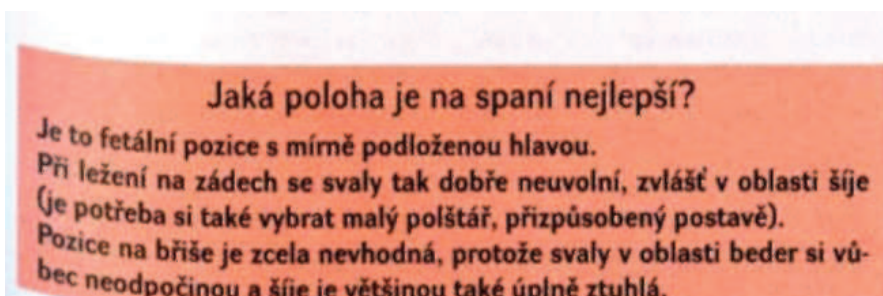 Jaká poloha je na spaní nejlepší?
Je to fetální pozice s mírně podloženou hlavou.
Při ležení na zádech se svaly tak dobře neuvolní, zvlášť v oblasti šíje
(je potřeba si také vybrat malý polštář, přizpůsobený postavě).
Pozice na břiše je zcela nevhodná, protože svaly v oblasti beder si vů-
bec neodpočinou a šíje je většinou také úplně ztuhlá.